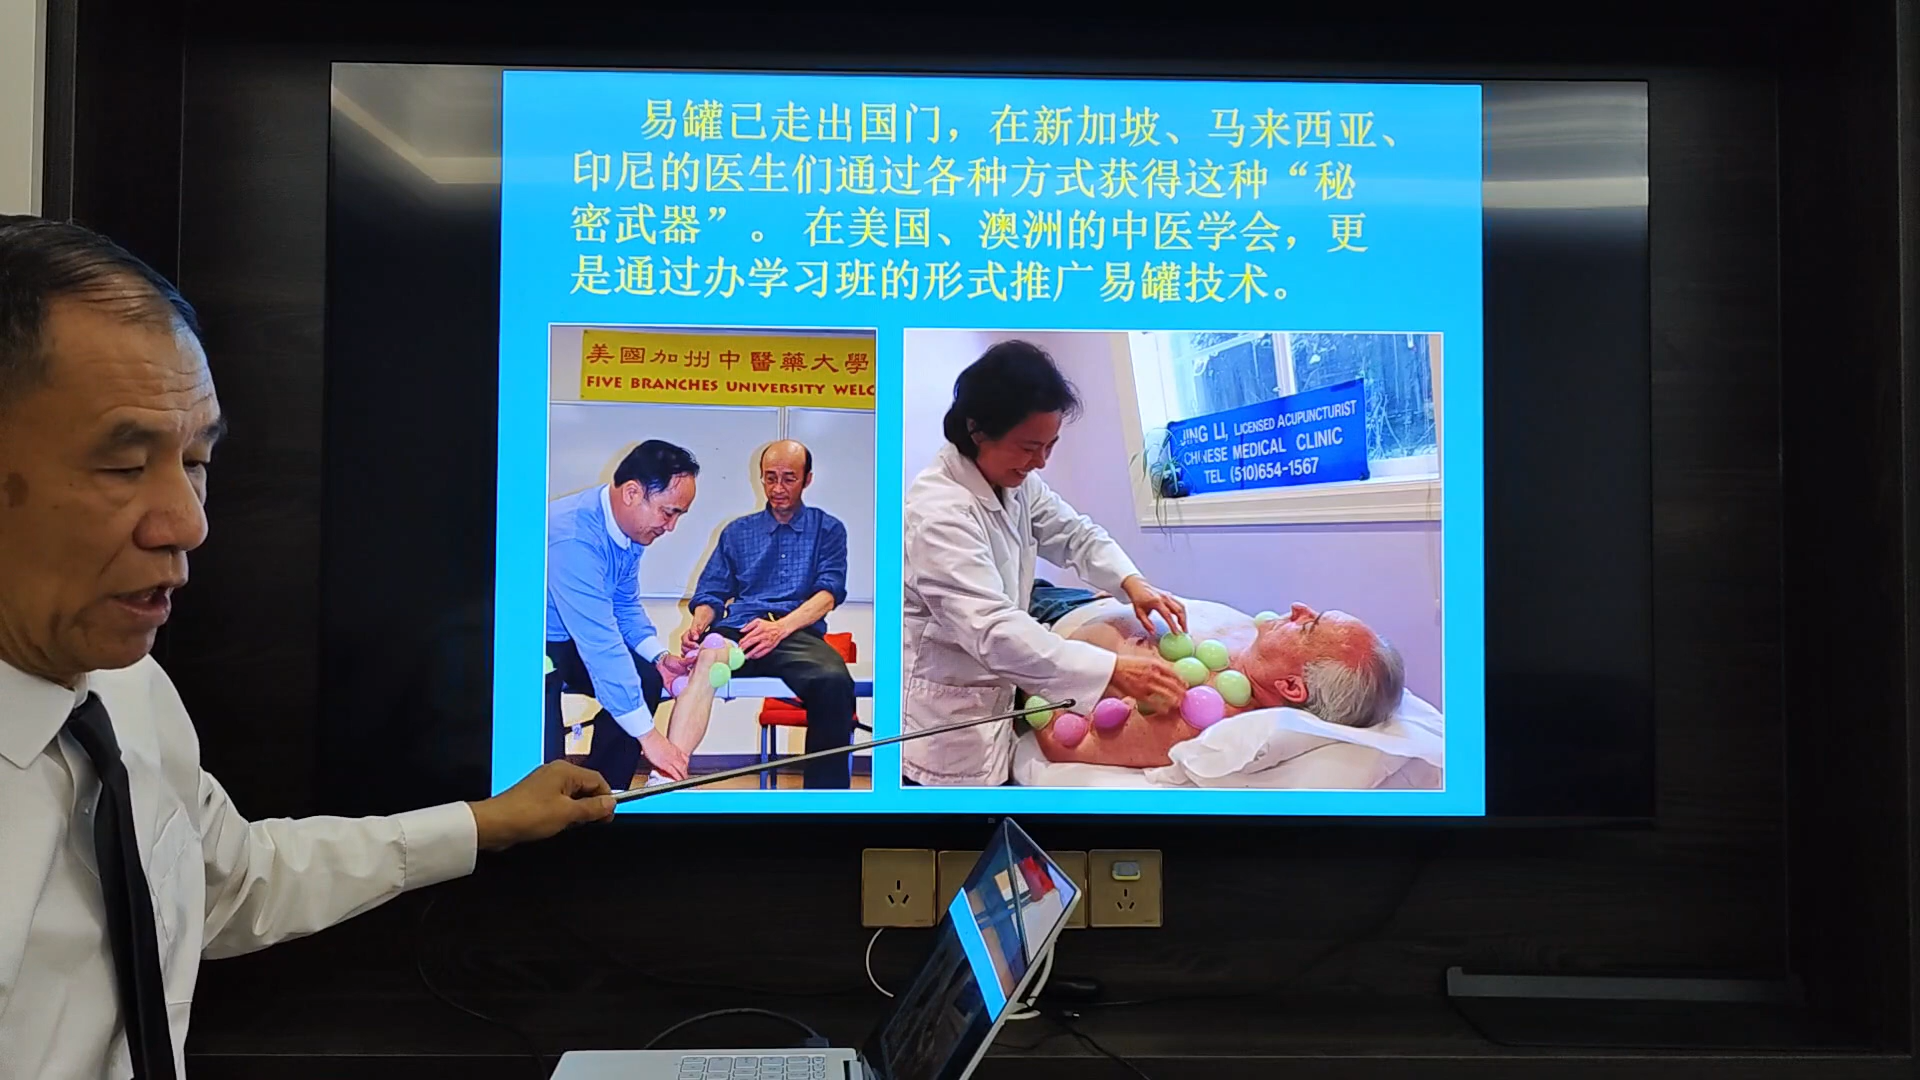 易罐已走出国门，在新加坡、马来西亚、
印尼的医生们通过各种方式获得这种“秘
密武器”。 在美国、澳洲的中医学会，更
是通过办学习班的形式推广易罐技术。
美國加州中醫藥大學
FIVE BRANCHES UNIVERSITY WELC
JING LI, LICENSED ACUPUNCTURIST
CHINESE MEDICAL CLINIC
TEL. (510)654-1567